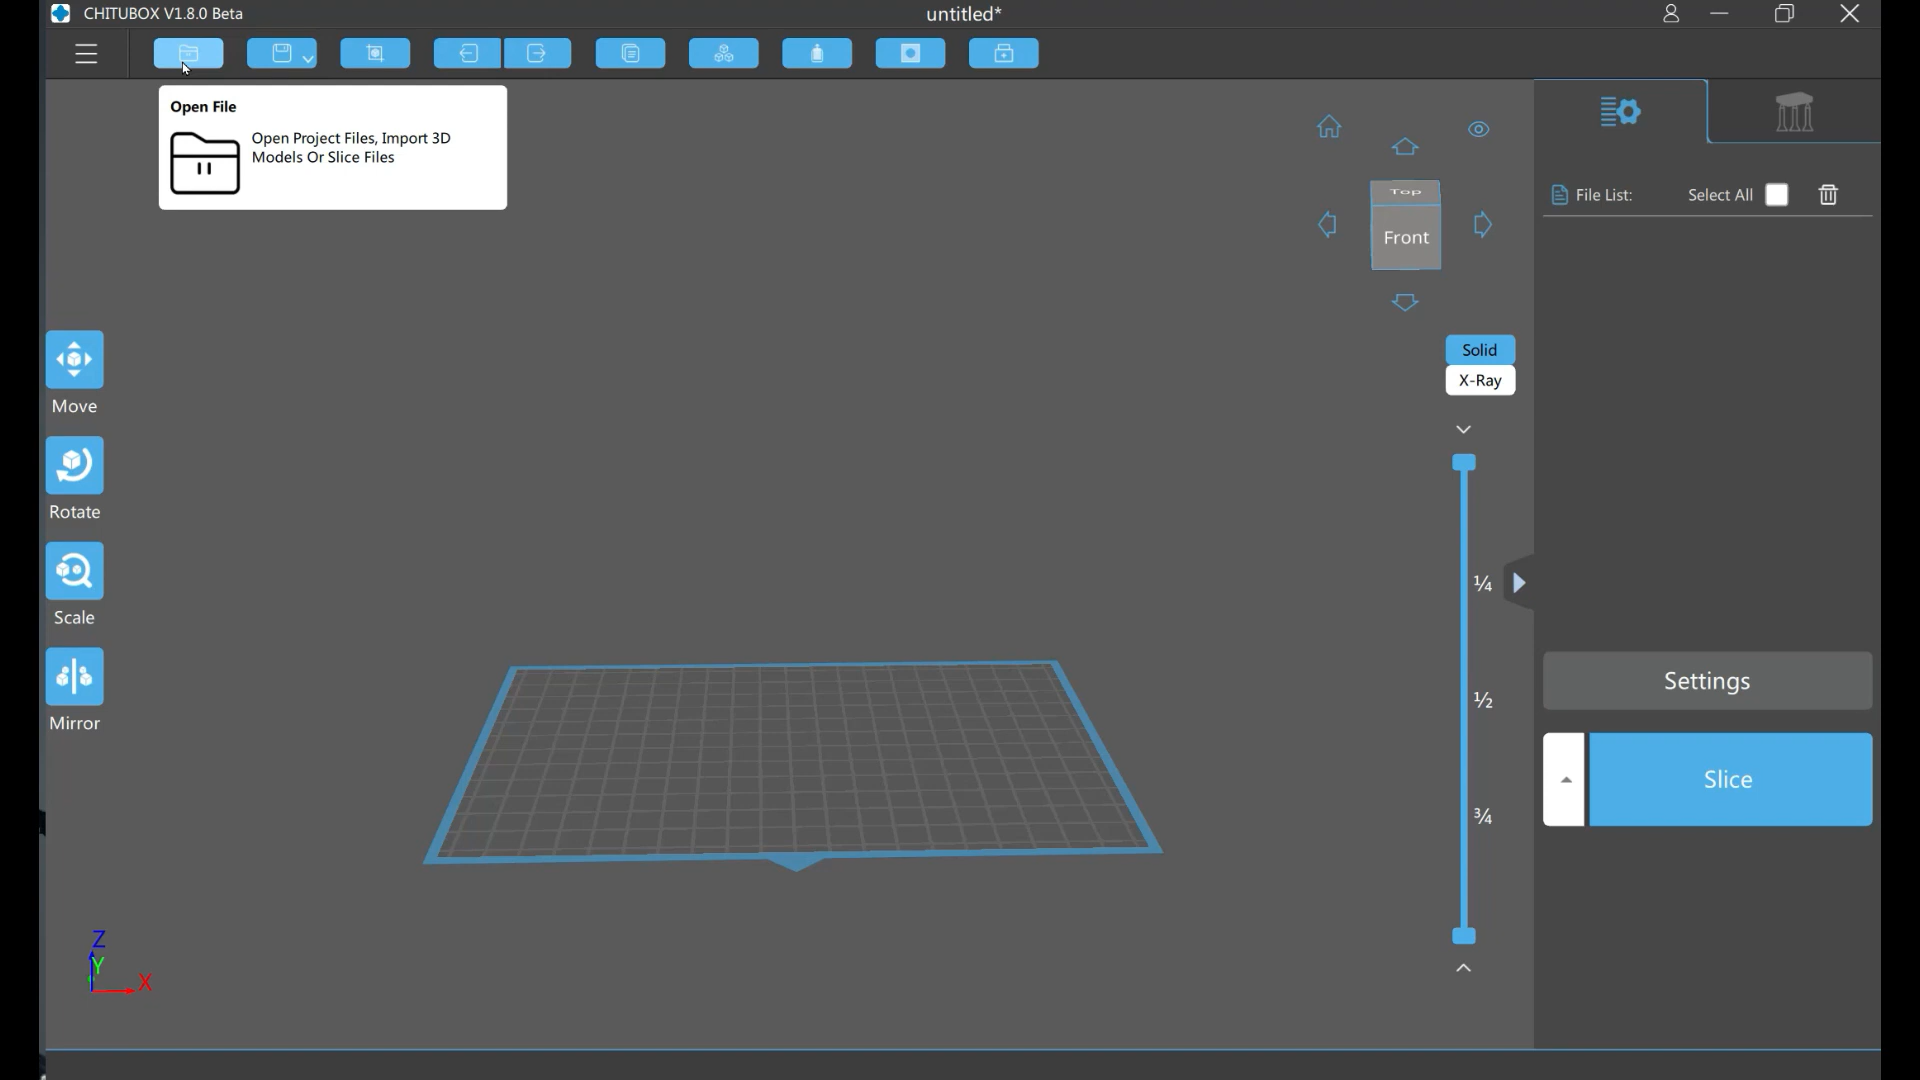 CHITUBOX V1.8.0 Beta
untitled*
Open File
Open Project Files, Import 3D
Models Or Slice Files
Top
Front
File List:
Select All
Solid
X-Ray
Move
Rotate
Scale
Mirror
¼
½
¾
Settings
Slice
Z
Y
X